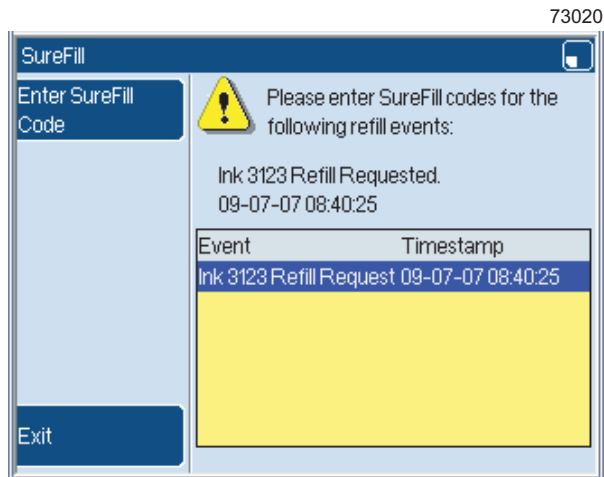 73020
SureFill
Enter SureFill
Code
Please enter SureFill codes for the
following refill events:
Ink 3123 Refill Requested.
09-07-07 08:40:25
Event Timestamp
Ink 3123 Refill Request 09-07-07 08:40:25
Exit